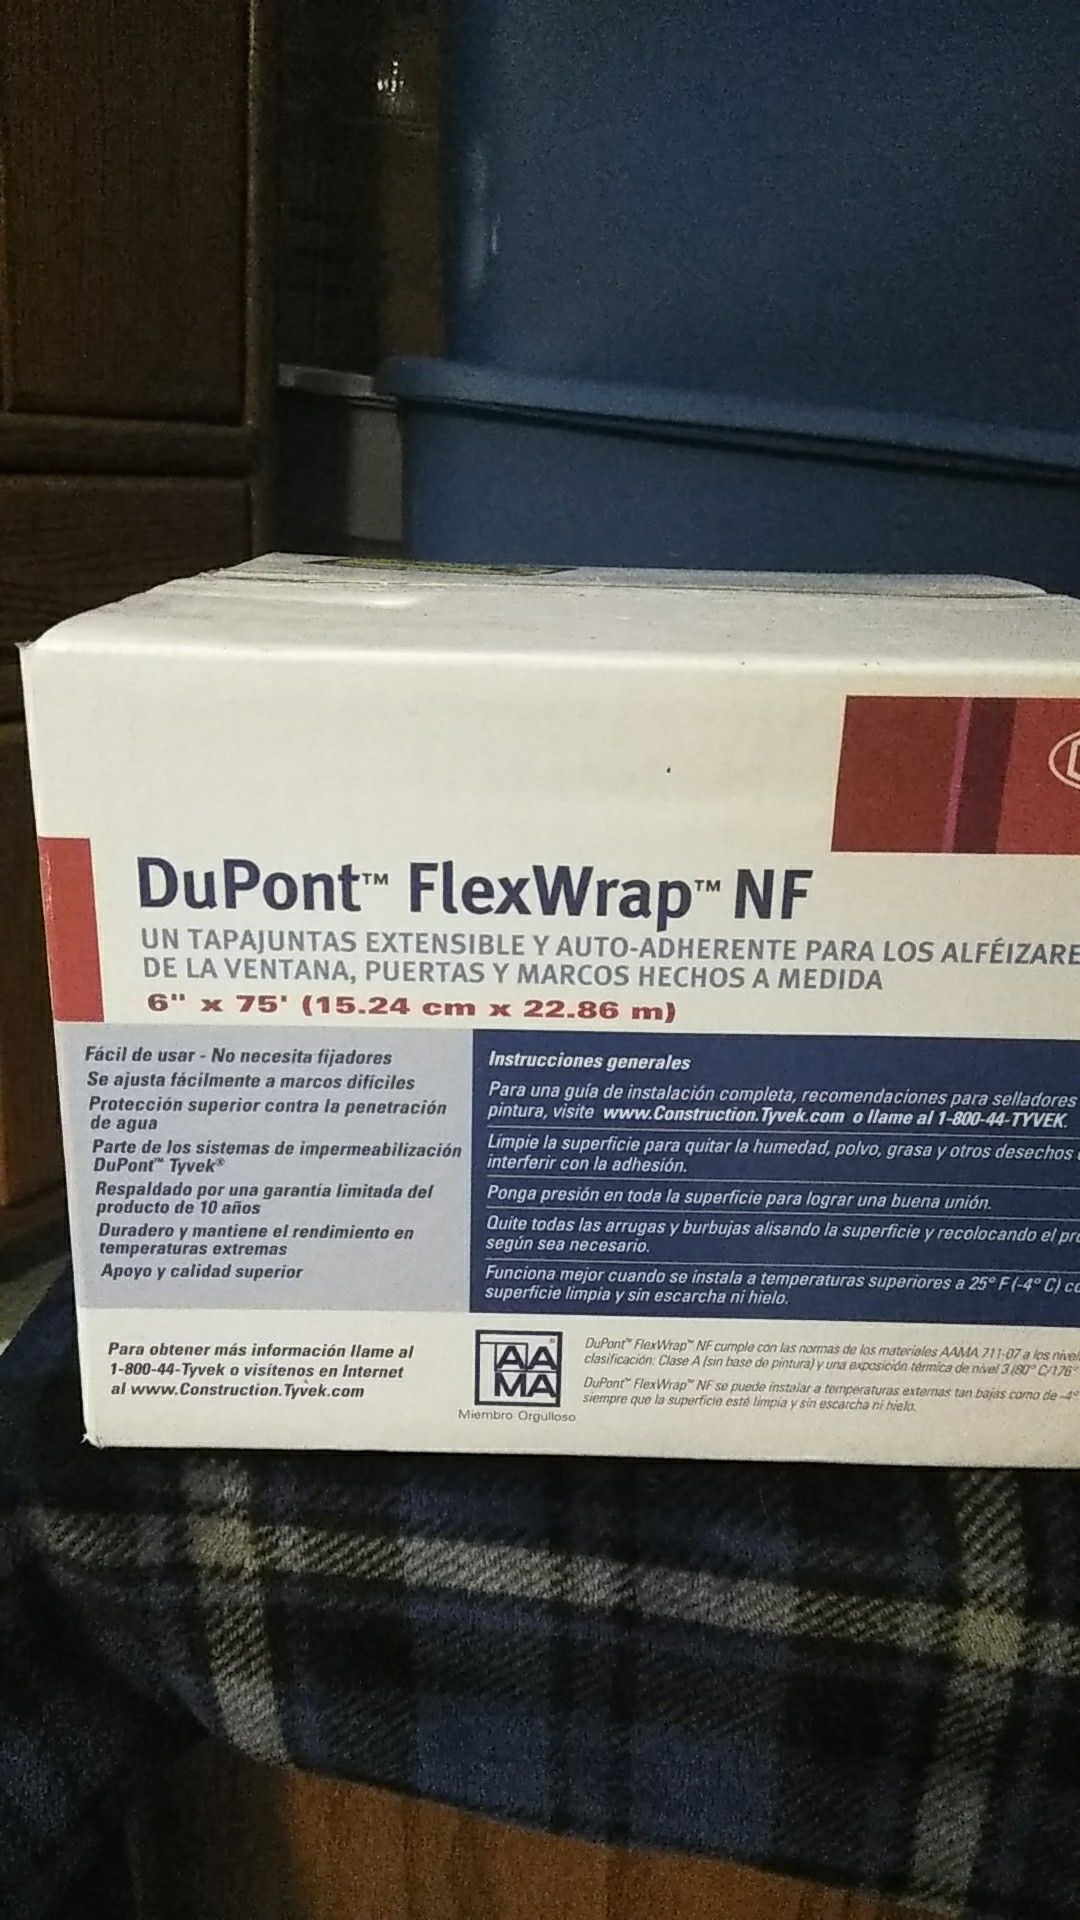 DuPont™ FlexWrap™ NF
UN TAPAJUNTAS EXTENSIBLE Y AUTO-ADHERENTE PARA LOS ALFÉIZARE
DE LA VENTANA, PUERTAS Y MARCOS HECHOS A MEDIDA
6" x 75' (15.24 cm x 22.86 m)
Fácil de usar - No necesita fijadores
Se ajusta fácilmente a marcos difíciles
Protección superior contra la penetración
de agua
Parte de los sistemas de impermeabilización
DuPont™ Tyvek®
Respaldado por una garantía limitada del
producto de 10 años
Duradero y mantiene el rendimiento en
temperaturas extremas
Apoyo y calidad superior
Instrucciones generales
Para una guía de instalación completa, recomendaciones para selladores
pintura, visite www.Construction.Tyvek.com o llame al 1-800-44-TYVEK.
Limpie la superficie para quitar la humedad, polvo, grasa y otros desechos
interferir con la adhesión.
Ponga presión en toda la superficie para lograr una buena unión.
Quite todas las arrugas y burbujas alisando la superficie y recolocando el pro
según sea necesario.
Funciona mejor cuando se instala a temperaturas superiores a 25° F (-4° C) co
superficie limpia y sin escarcha ni hielo.
Para obtener más información llame al
1-800-44-Tyvek o visítenos en Internet
al www.Construction.Tyvek.com
AA
MA
®
Miembro Orgulloso
DuPont™ FlexWrap™ NF cumple con las normas de los materiales AAMA 711-07 a los nivel
clasificación: Clase A (sin base de pintura) y una exposición térmica de nivel 3 (80° C/176°
DuPont™ FlexWrap™ NF se puede instalar a temperaturas externas tan bajas como de -4°
siempre que la superficie esté limpia y sin escarcha ni hielo.